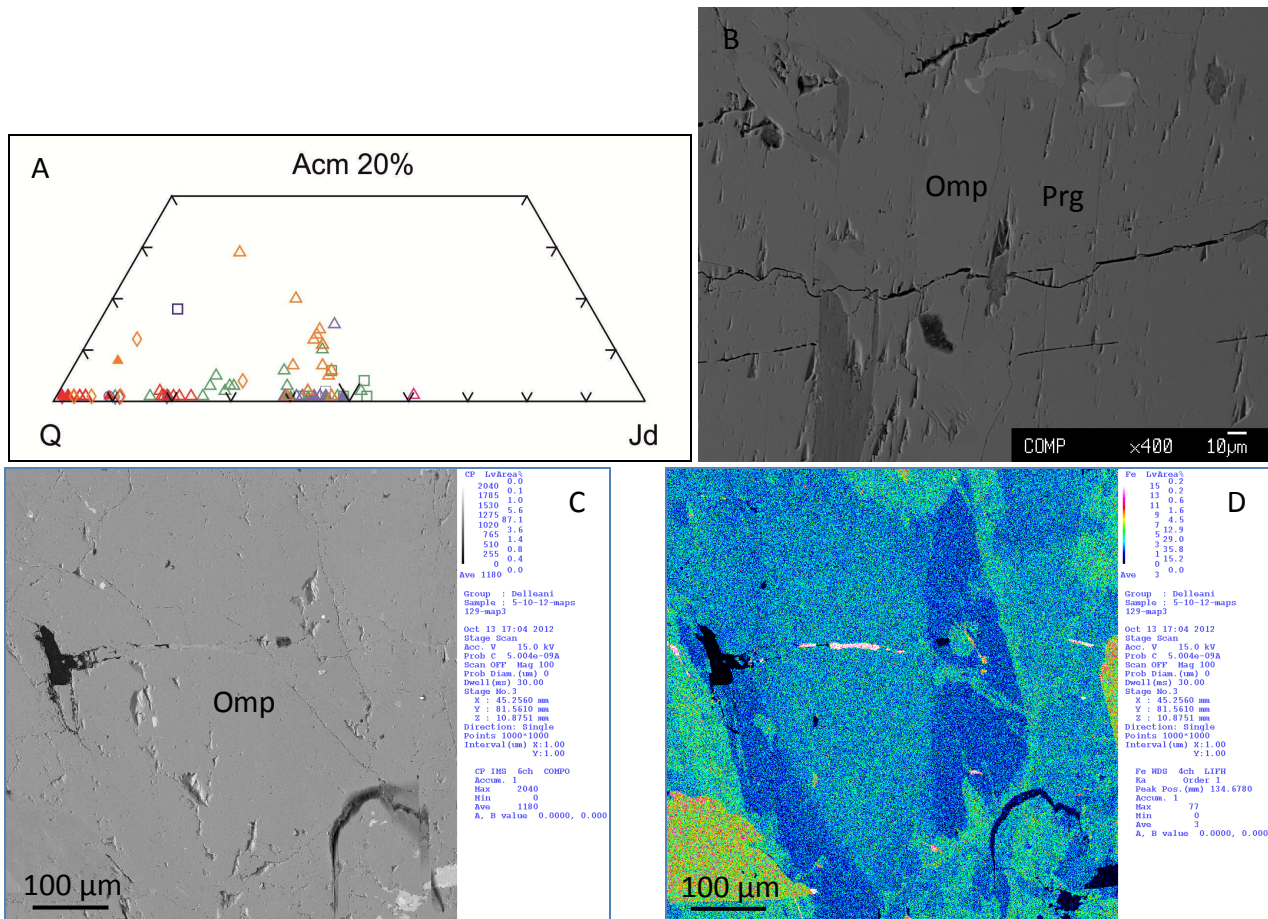 A
Acm 20%
Q
Jd
B
Omp
Prg
COMP ×400 10µm
C
CP LvArea%
0.0
2040 0.1
1785 1.0
1530 5.6
1275 87.1
1020 3.6
765 1.4
510 0.8
255 0.4
0 0.0
Ave 1180
Group : Delleani
Sample : 5-10-12-maps
129-map3
Oct 13 17:04 2012
Stage Scan
Acc. V 15.0 kV
Prob C 5.004e-09A
Scan OFF Mag 100
Prob Diam.(um) 0
Dwell(ms) 30.00
Stage No.3
X : 45.2560 mm
Y : 81.5610 mm
Z : 10.8751 mm
Direction: Single
Points 1000*1000
Interval(um) X:1.00
Y:1.00
CP IMS 6ch COMPO
Accum. 1
Max 2040
Min 0
Ave 1180
A, B value 0.0000, 0.000
Omp
100 µm
D
Fe LvArea%
0.2
15 0.2
13 0.6
11 1.6
9 4.5
7 12.9
5 29.0
3 35.8
1 15.2
0 0.0
Ave 3
Group : Delleani
Sample : 5-10-12-maps
129-map3
Oct 13 17:04 2012
Stage Scan
Acc. V 15.0 kV
Prob C 5.004e-09A
Scan OFF Mag 100
Prob Diam.(um) 0
Dwell(ms) 30.00
Stage No.3
X : 45.2560 mm
Y : 81.5610 mm
Z : 10.8751 mm
Direction: Single
Points 1000*1000
Interval(um) X:1.00
Y:1.00
Fe WDS 4ch LIFH
Ka Order 1
Peak Pos.(mm) 134.6780
Accum. 1
Max 77
Min 0
Ave 3
A, B value 0.0000, 0.000
100 µm